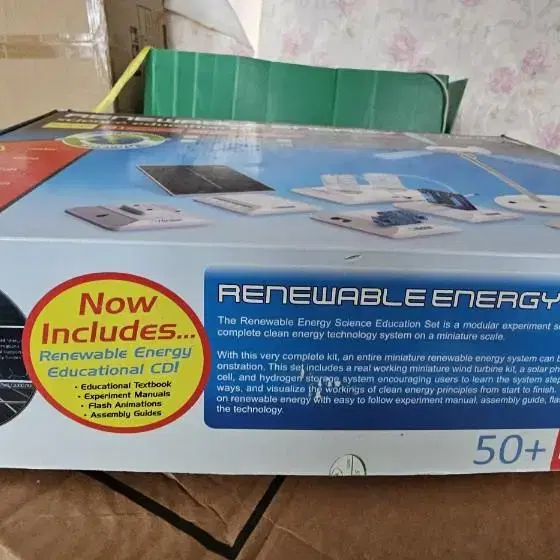 Now
Includes...
Renewable Energy
Educational CD!
• Educational Textbook
• Experiment Manuals
• Flash Animations
• Assembly Guides
RENEWABLE ENERGY
The Renewable Energy Science Education Set is a modular experiment
complete clean energy technology system on a miniature scale.
With this very complete kit, an entire miniature renewable energy system can
onstration. This set includes a real working miniature wind turbine kit, a solar
cell, and hydrogen storage system encouraging users to learn the system step
ways, and visualize the workings of clean energy principles from start to finish.
on renewable energy with easy to follow experiment manual, assembly guide,
the technology.
50+